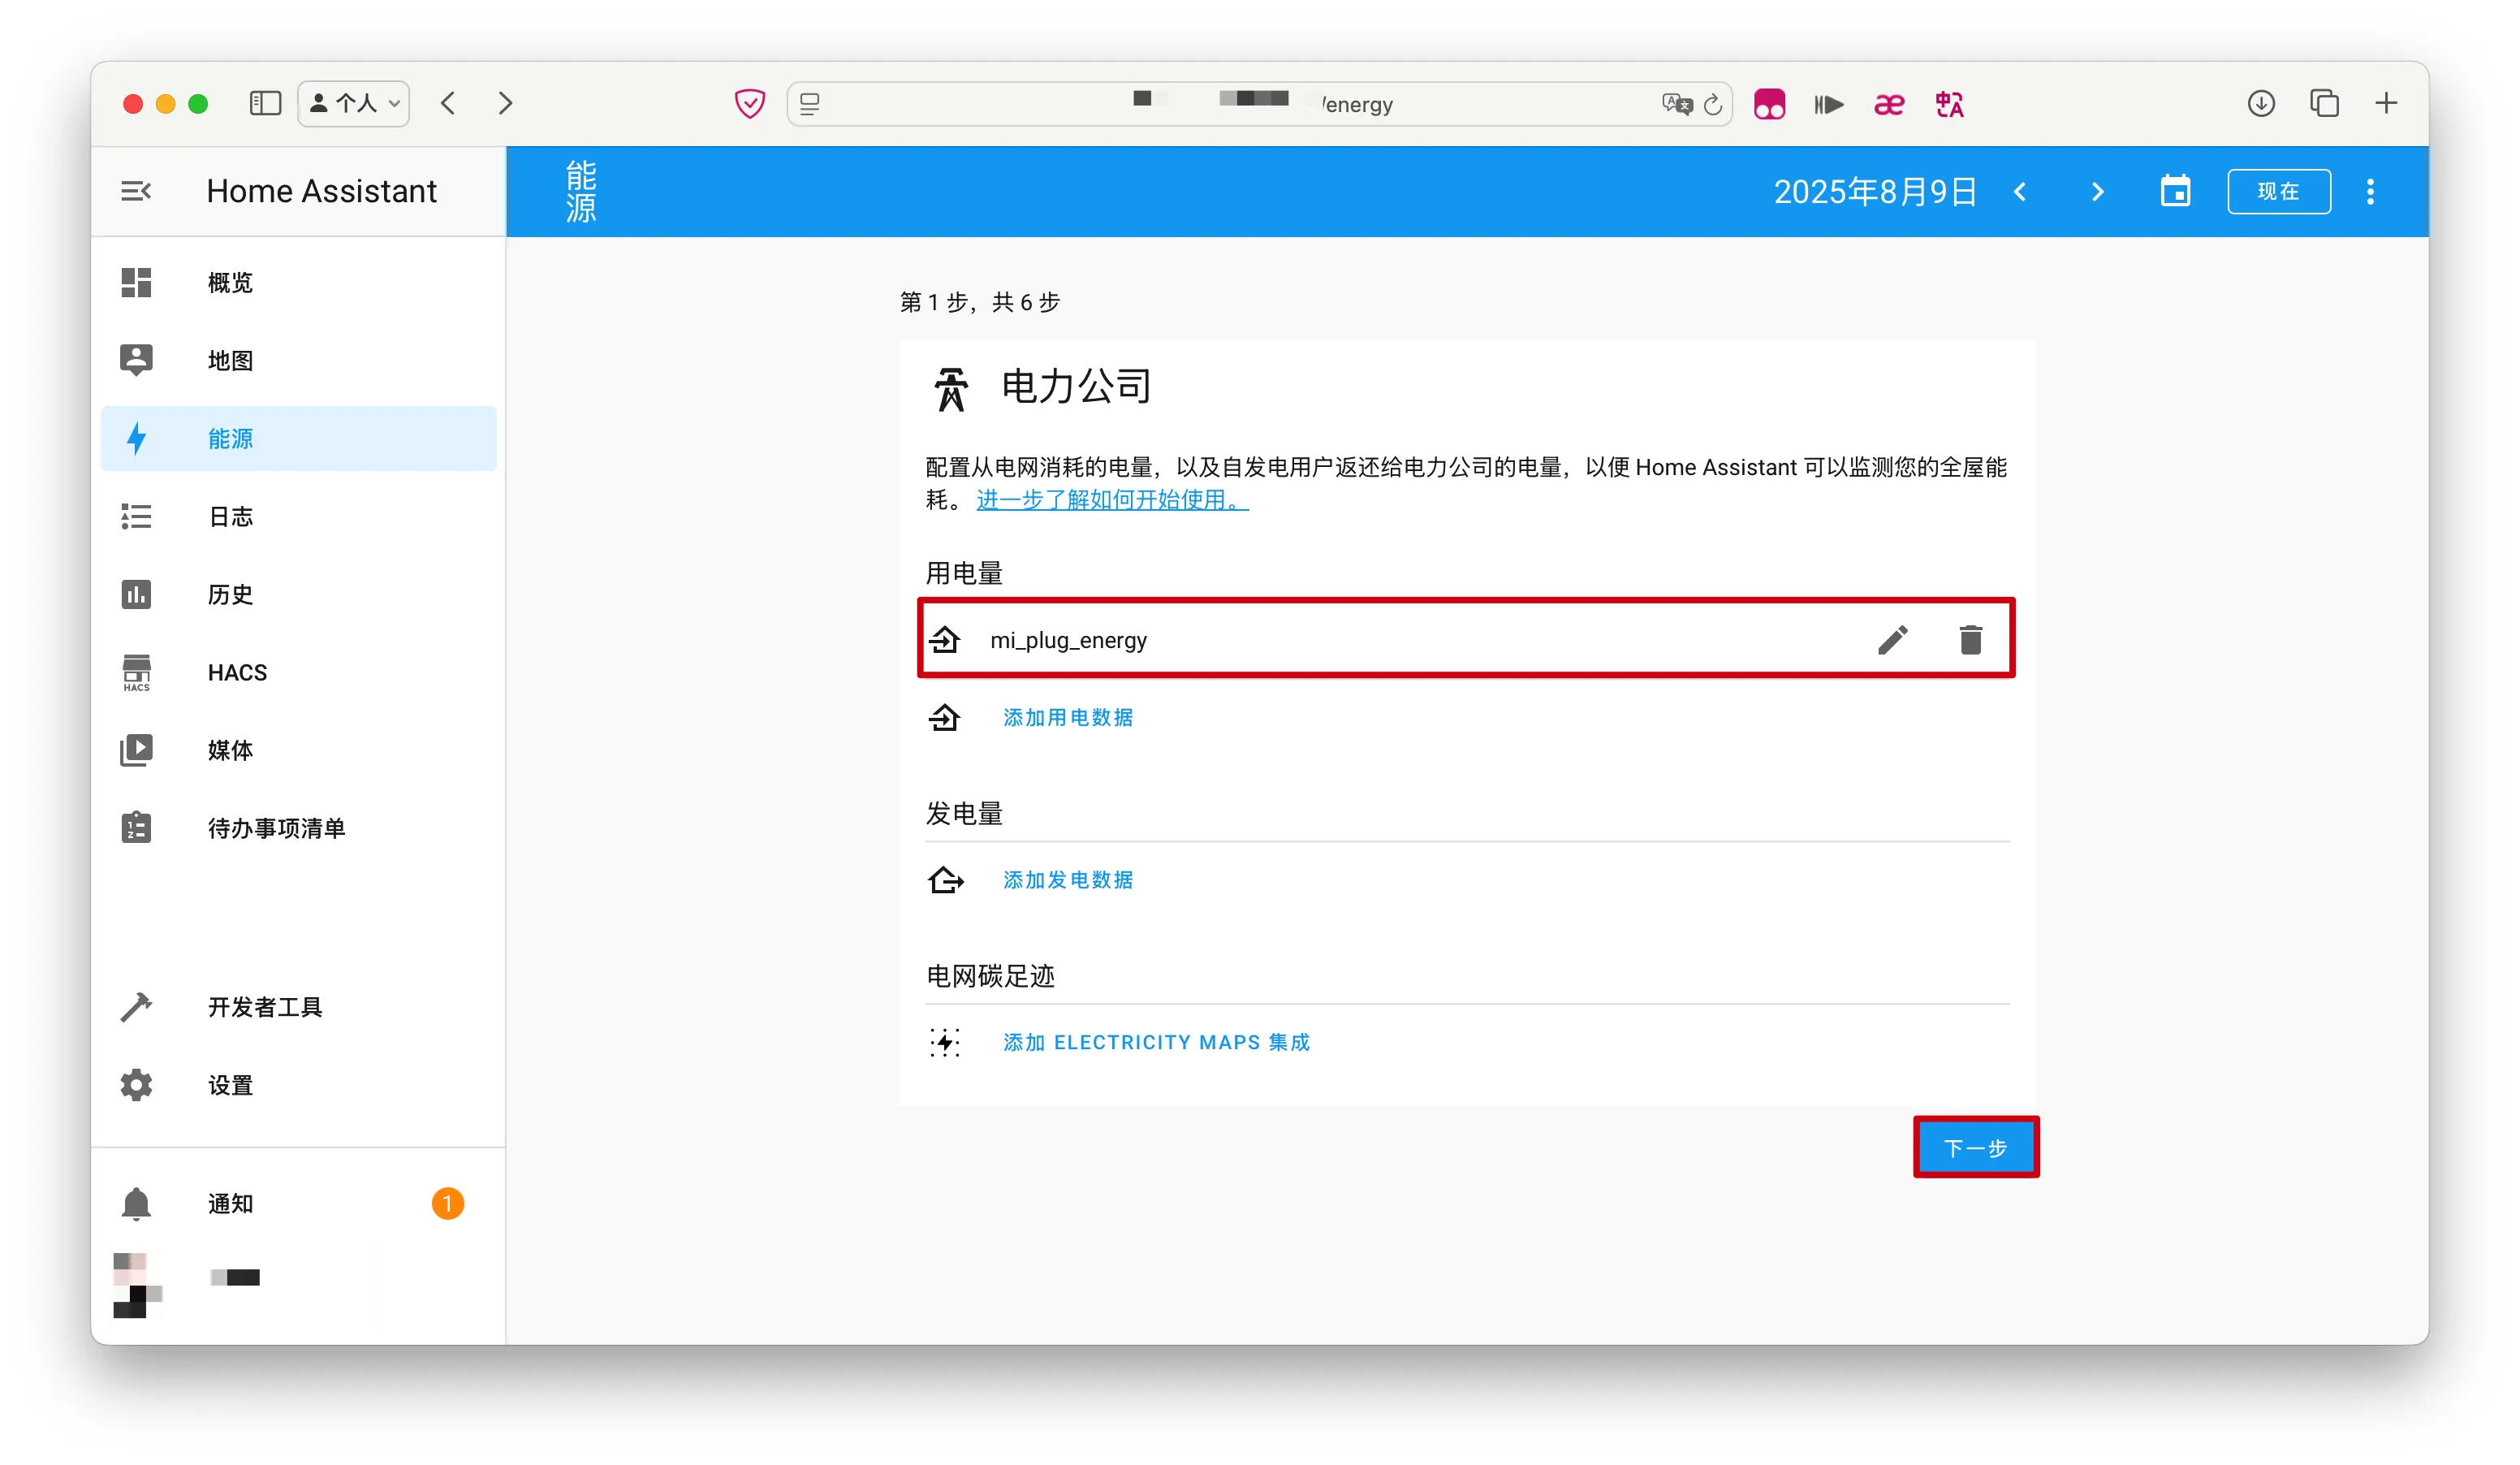 个人
/energy
Home Assistant
能源
2025年8月9日
现在
概览
地图
能源
日志
历史
HACS
HACS
媒体
待办事项清单
开发者工具
设置
通知
1
第 1 步，共 6 步
电力公司
配置从电网消耗的电量，以及自发电用户返还给电力公司的电量，以便 Home Assistant 可以监测您的全屋能
耗。 进一步了解如何开始使用。
用电量
mi_plug_energy
添加用电数据
发电量
添加发电数据
电网碳足迹
添加 ELECTRICITY MAPS 集成
下一步